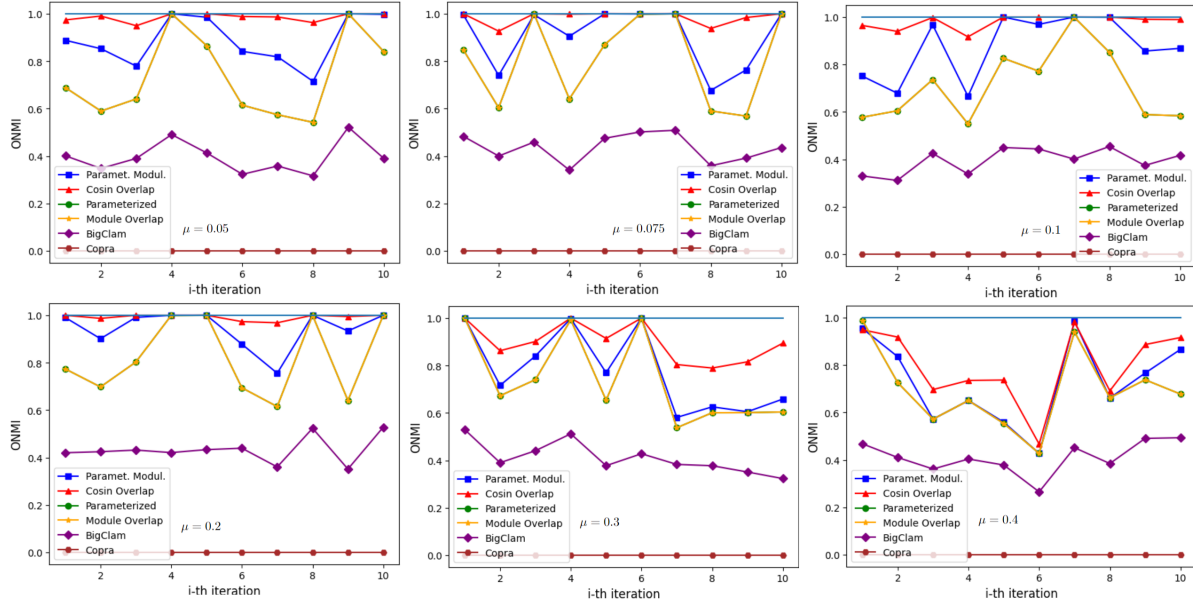 1.0
0.8
0.6
0.4
0.2
0.0
ONMI
Paramet. Modul.
Cosin Overlap
Parameterized
Module Overlap
BigClam
Copra
μ = 0.05
2 4 6 8 10
i-th iteration
1.0
0.8
0.6
0.4
0.2
0.0
ONMI
μ = 0.075
Paramet. Modul.
Cosin Overlap
Parameterized
Module Overlap
BigClam
Copra
2 4 6 8 10
i-th iteration
1.0
0.8
0.6
0.4
0.2
0.0
ONMI
μ = 0.1
Paramet. Modul.
Cosin Overlap
Parameterized
Module Overlap
BigClam
Copra
2 4 6 8 10
i-th iteration
1.0
0.8
0.6
0.4
0.2
0.0
ONMI
Paramet. Modul.
Cosin Overlap
Parameterized
Module Overlap
BigClam
Copra
μ = 0.2
2 4 6 8 10
i-th iteration
1.0
0.8
0.6
0.4
0.2
0.0
ONMI
Paramet. Modul.
Cosin Overlap
Parameterized
Module Overlap
BigClam
Copra
μ = 0.3
2 4 6 8 10
i-th iteration
1.0
0.8
0.6
0.4
0.2
0.0
ONMI
Paramet. Modul.
Cosin Overlap
Parameterized
Module Overlap
BigClam
Copra
μ = 0.4
2 4 6 8 10
i-th iteration